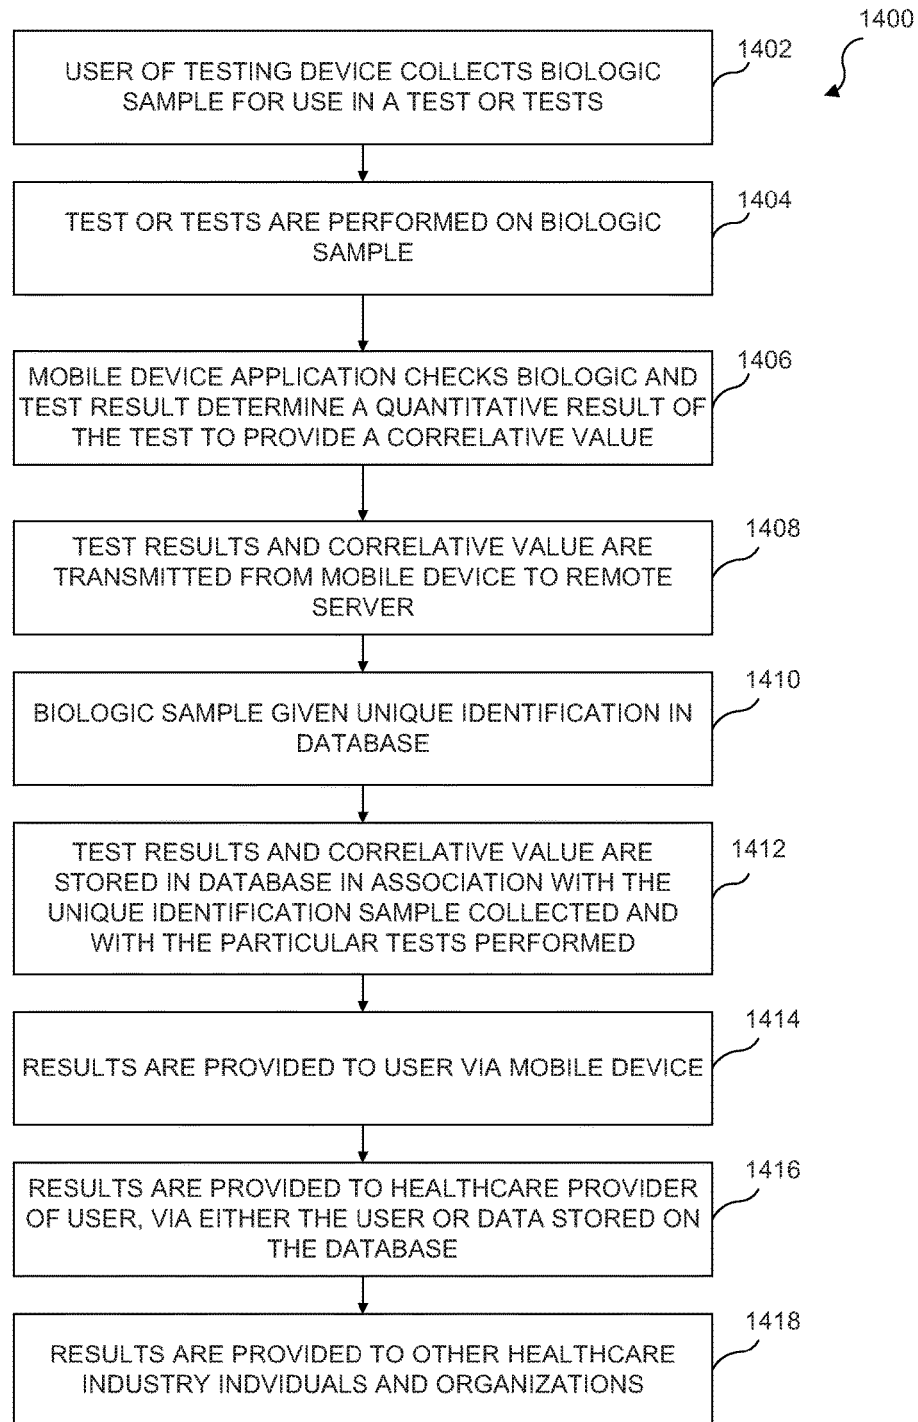 1400
1402
USER OF TESTING DEVICE COLLECTS BIOLOGIC
SAMPLE FOR USE IN A TEST OR TESTS
1404
TEST OR TESTS ARE PERFORMED ON BIOLOGIC
SAMPLE
1406
MOBILE DEVICE APPLICATION CHECKS BIOLOGIC AND
TEST RESULT DETERMINE A QUANTITATIVE RESULT OF
THE TEST TO PROVIDE A CORRELATIVE VALUE
1408
TEST RESULTS AND CORRELATIVE VALUE ARE
TRANSMITTED FROM MOBILE DEVICE TO REMOTE
SERVER
1410
BIOLOGIC SAMPLE GIVEN UNIQUE IDENTIFICATION IN
DATABASE
1412
TEST RESULTS AND CORRELATIVE VALUE ARE
STORED IN DATABASE IN ASSOCIATION WITH THE
UNIQUE IDENTIFICATION SAMPLE COLLECTED AND
WITH THE PARTICULAR TESTS PERFORMED
1414
RESULTS ARE PROVIDED TO USER VIA MOBILE DEVICE
1416
RESULTS ARE PROVIDED TO HEALTHCARE PROVIDER
OF USER, VIA EITHER THE USER OR DATA STORED ON
THE DATABASE
1418
RESULTS ARE PROVIDED TO OTHER HEALTHCARE
INDUSTRY INDVIDUALS AND ORGANIZATIONS